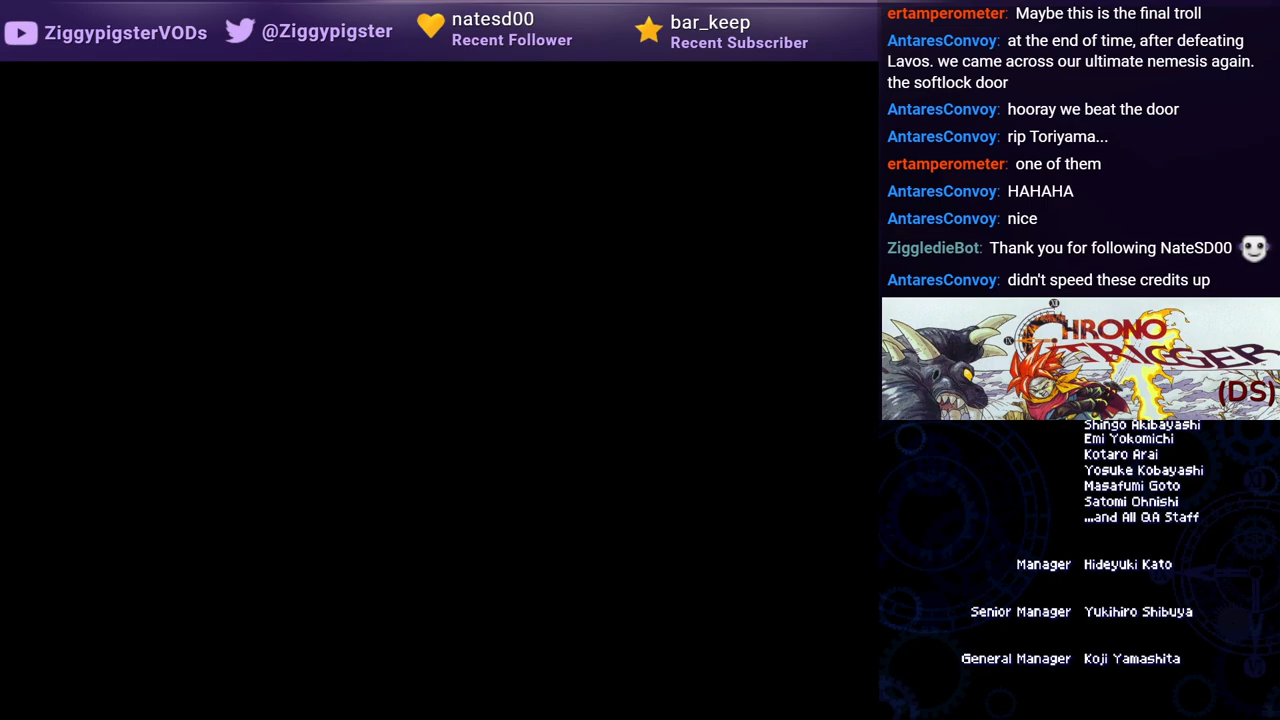 ZiggypigsterVODs
@Ziggypigster
natesd00
Recent Follower
bar_keep
Recent Subscriber
ertamperometer: Maybe this is the final troll
AntaresConvoy: at the end of time, after defeating
Lavos. we came across our ultimate nemesis again.
the softlock door
AntaresConvoy: hooray we beat the door
AntaresConvoy: rip Toriyama...
ertamperometer: one of them
AntaresConvoy: HAHAHA
AntaresConvoy: nice
ZiggledieBot: Thank you for following NateSD00
AntaresConvoy: didn't speed these credits up
CHRONO
TRIGGER
(DS)
Shingo Akibayashi
Emi Yokomichi
Kotaro Arai
Yosuke Kobayashi
Masafumi Goto
Satomi Ohnishi
...and All QA Staff
Manager Hideyuki Kato
Senior Manager Yukihiro Shibuya
General Manager Koji Yamashita